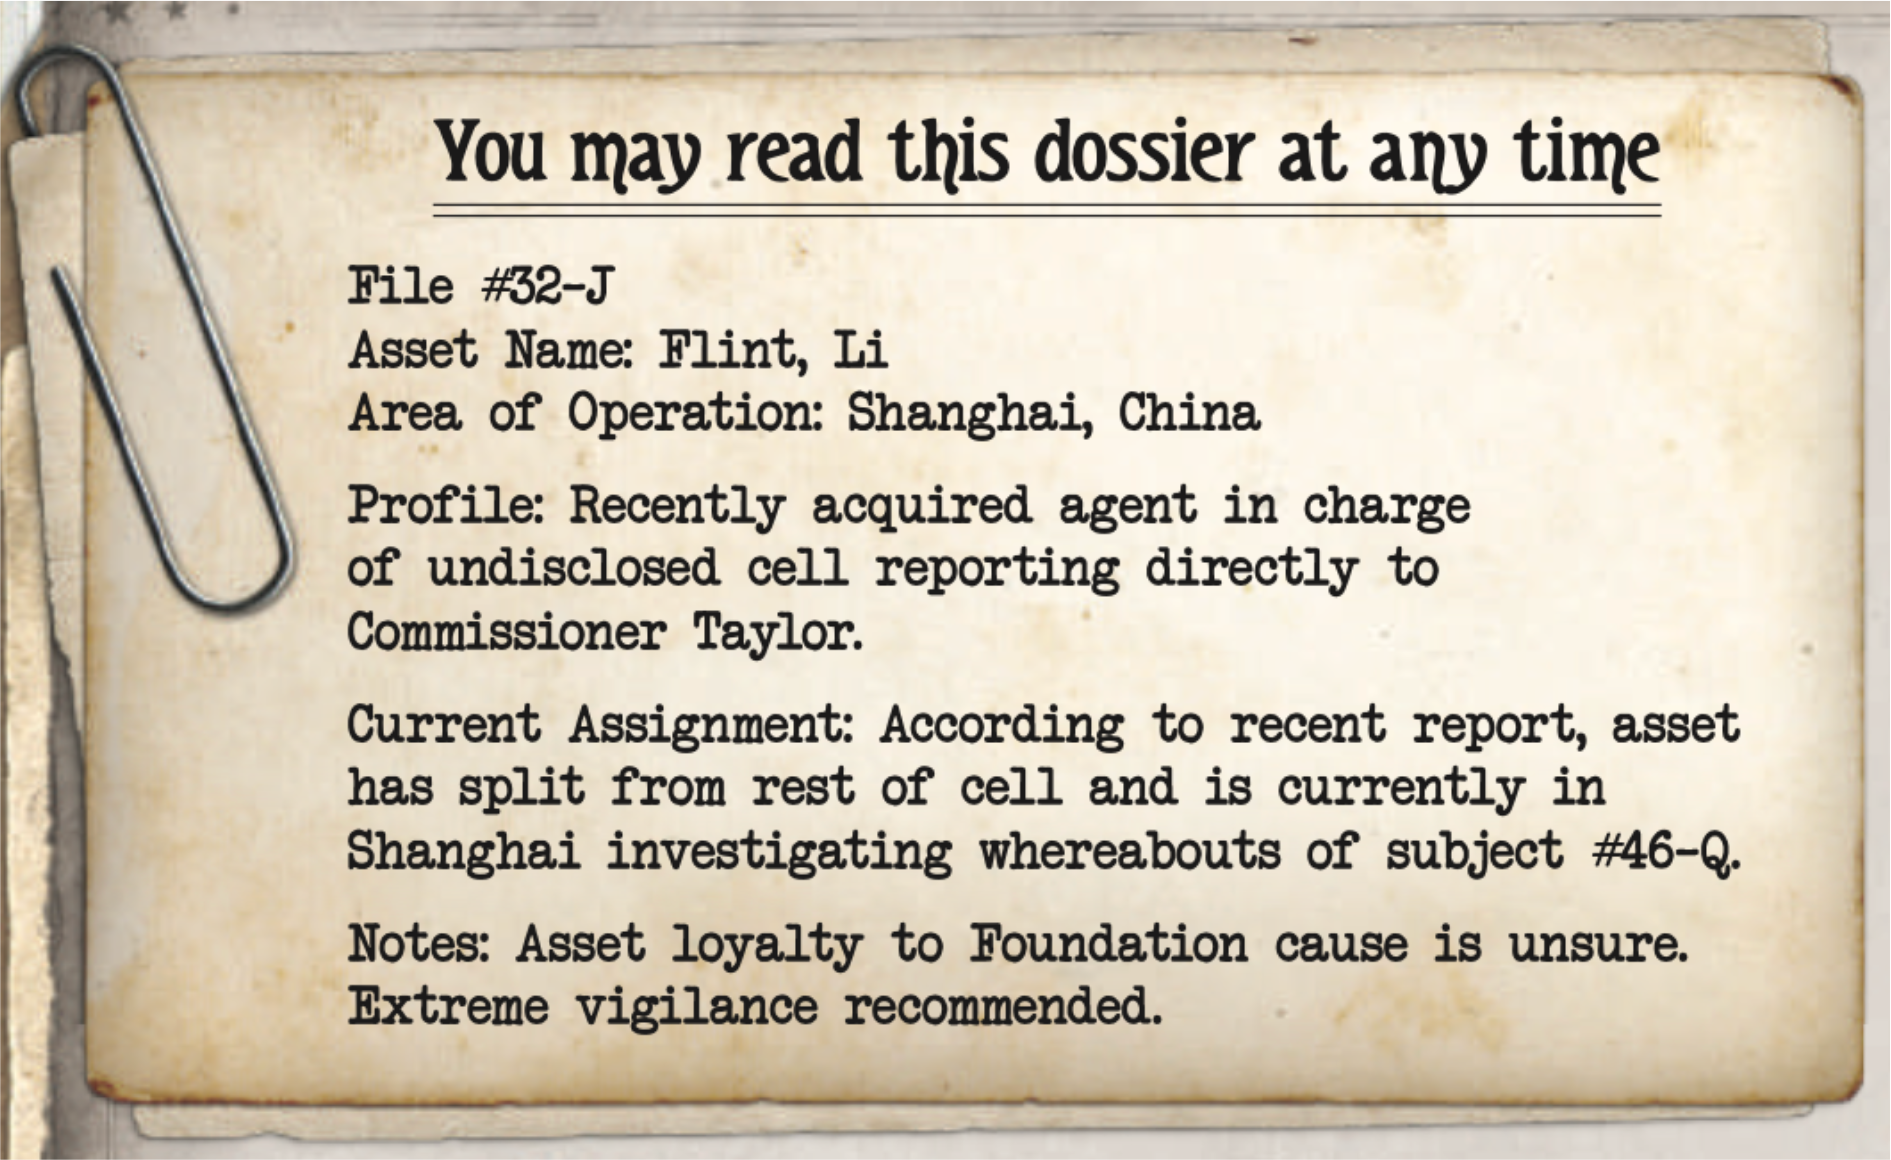 You may read this dossier at any time
File #32-J
Asset Name: Flint, Li
Area of Operation: Shanghai, China
Profile: Recently acquired agent in charge
of undisclosed cell reporting directly to
Commissioner Taylor.
Current Assignment: According to recent report, asset
has split from rest of cell and is currently in
Shanghai investigating whereabouts of subject #46-Q.
Notes: Asset loyalty to Foundation cause is unsure.
Extreme vigilance recommended.